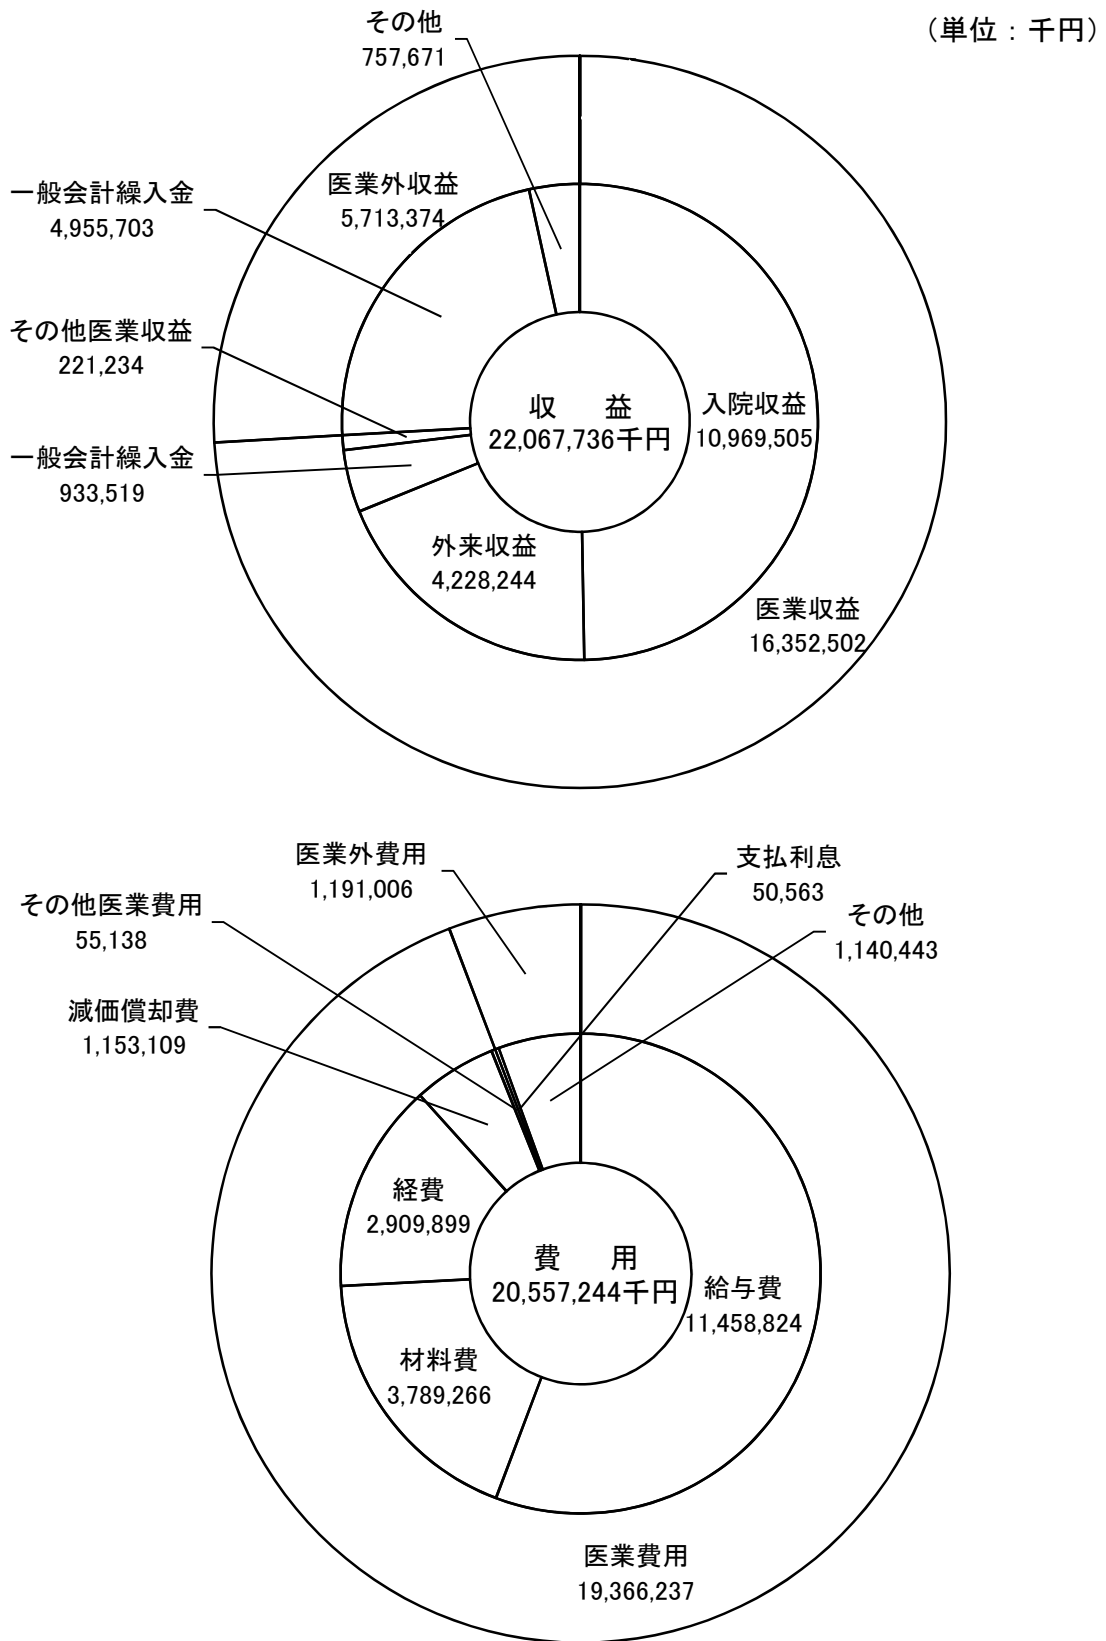 (単位：千円)
その他
757,671
一般会計繰入金
4,955,703
医業外収益
5,713,374
その他医業収益
221,234
一般会計繰入金
933,519
収　益
22,067,736千円
入院収益
10,969,505
外来収益
4,228,244
医業収益
16,352,502
医業外費用
1,191,006
支払利息
50,563
その他医業費用
55,138
その他
1,140,443
減価償却費
1,153,109
経費
2,909,899
費　用
20,557,244千円
給与費
11,458,824
材料費
3,789,266
医業費用
19,366,237